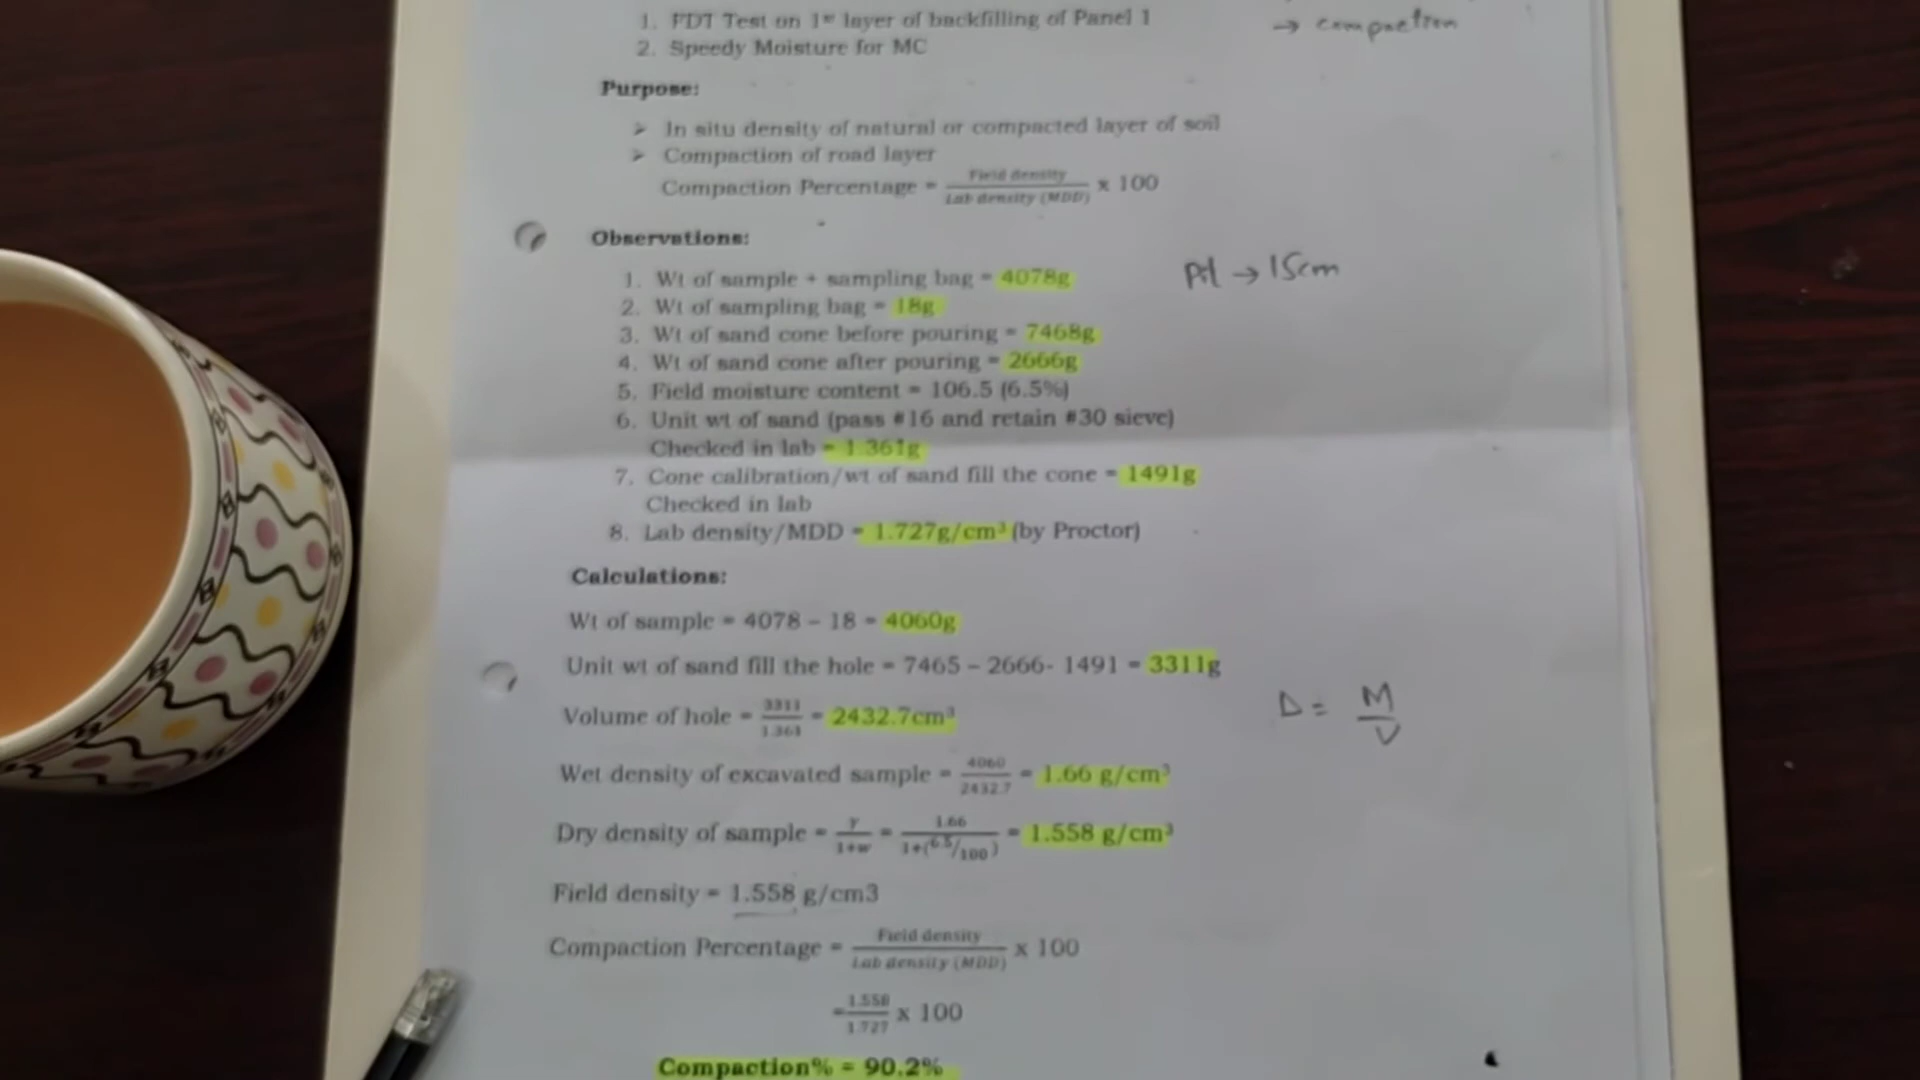 1. FDT Test on 1st layer of backfilling of Panel 1
→ compaction
2. Speedy Moisture for MC
Purpose:
➤ In situ density of natural or compacted layer of soil
➤ Compaction of road layer
Compaction Percentage = Field density / Lab density (MDD) x 100
Observations:
1. Wt of sample + sampling bag = 4078g
Pit → 15cm
2. Wt of sampling bag = 18g
3. Wt of sand cone before pouring = 7468g
4. Wt of sand cone after pouring = 2666g
5. Field moisture content = 106.5 (6.5%)
6. Unit wt of sand (pass #16 and retain #30 sieve)
Checked in lab = 1.361g
7. Cone calibration/wt of sand fill the cone = 1491g
Checked in lab
8. Lab density/MDD = 1.727g/cm³ (by Proctor)
Calculations:
Wt of sample = 4078 – 18 = 4060g
Unit wt of sand fill the hole = 7465 – 2666- 1491 = 3311g
Volume of hole = 3311 / 1.361 = 2432.7cm³
D = M / V
Wet density of excavated sample = 4060 / 2432.7 = 1.66 g/cm³
Dry density of sample = γ / 1+w = 1.66 / 1+(6.5/100) = 1.558 g/cm³
Field density = 1.558 g/cm3
Compaction Percentage = Field density / Lab density (MDD) x 100
= 1.558 / 1.727 x 100
Compaction% = 90.2%